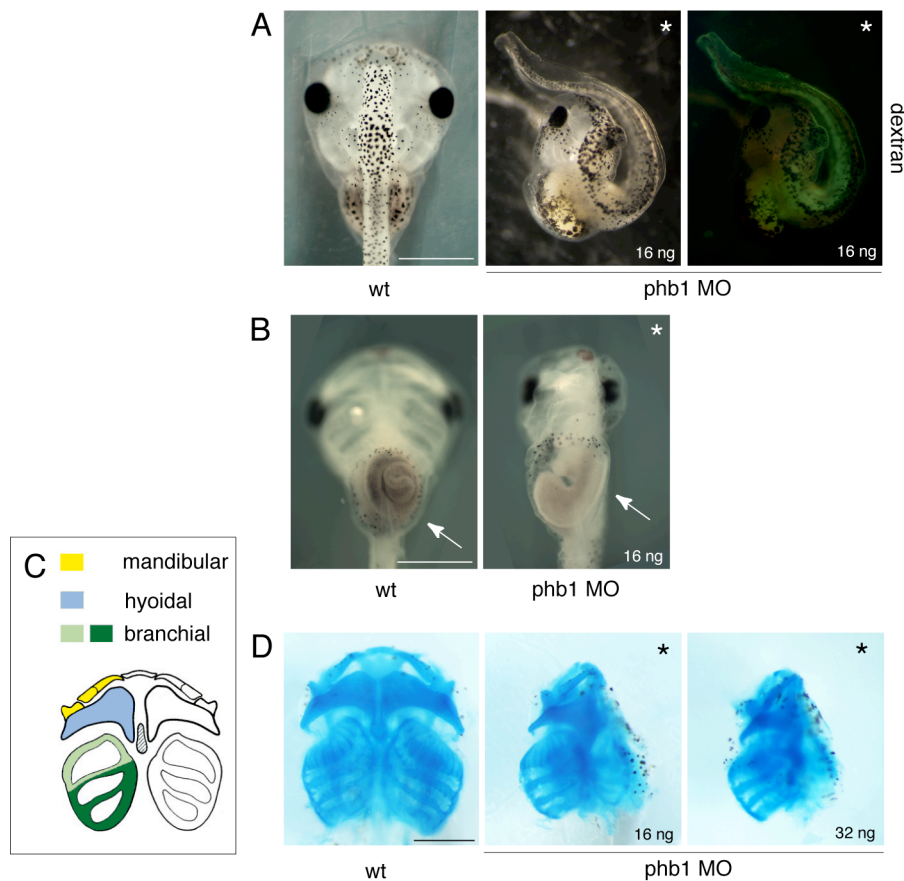 A
*
*
dextran
16 ng
16 ng
wt
phb1 MO
B
*
16 ng
wt
phb1 MO
C
mandibular
hyoidal
branchial
D
*
*
16 ng
32 ng
wt
phb1 MO